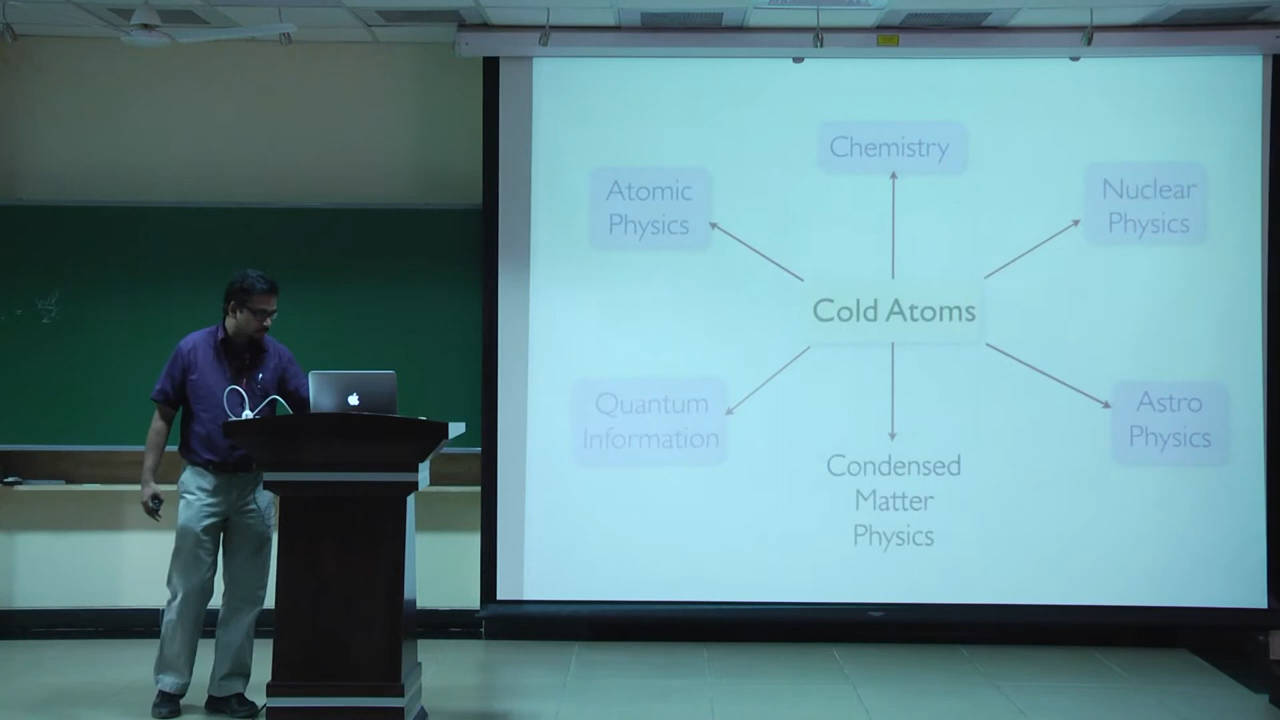 Chemistry
Atomic
Physics
Nuclear
Physics
Cold Atoms
Quantum
Information
Astro
Physics
Condensed
Matter
Physics